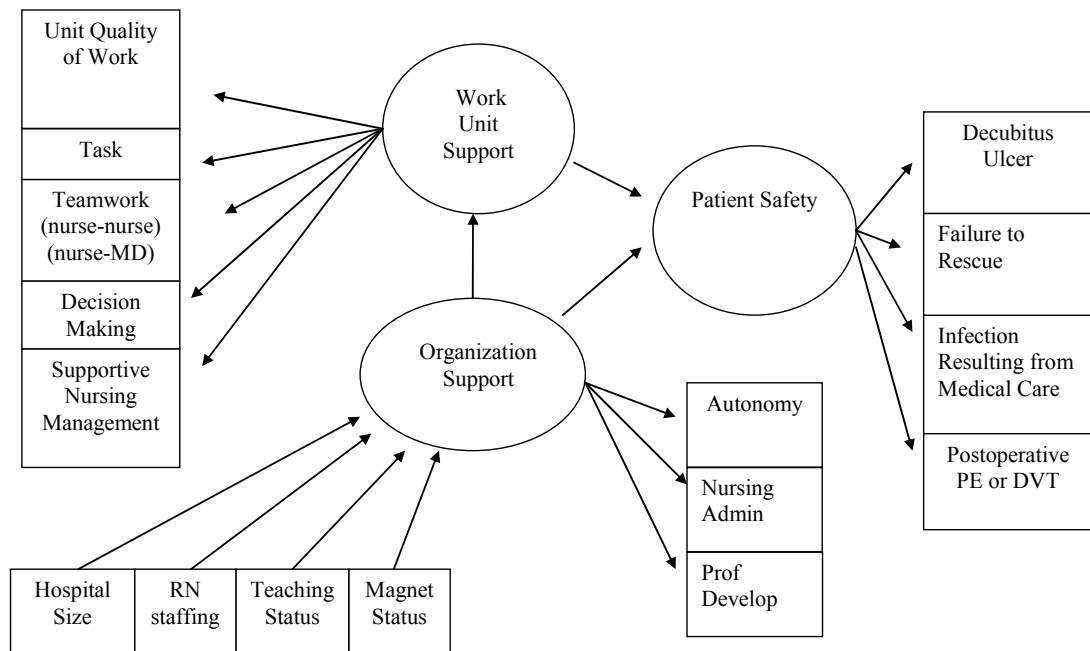 Unit Quality
of Work
Task
Teamwork
(nurse-nurse)
(nurse-MD)
Decision
Making
Supportive
Nursing
Management
Work
Unit
Support
Patient Safety
Organization
Support
Decubitus
Ulcer
Failure to
Rescue
Infection
Resulting from
Medical Care
Postoperative
PE or DVT
Autonomy
Nursing
Admin
Prof
Develop
Hospital
Size
RN
staffing
Teaching
Status
Magnet
Status